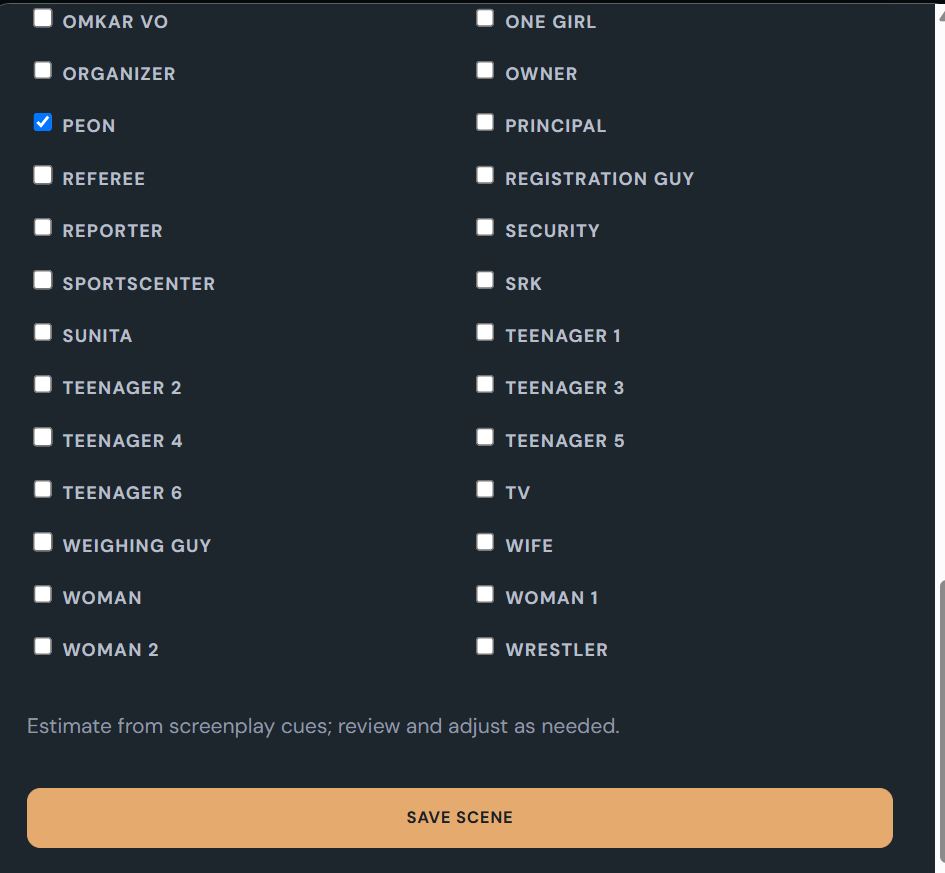 OMKAR VO
ONE GIRL
ORGANIZER
OWNER
PEON
PRINCIPAL
REFEREE
REGISTRATION GUY
REPORTER
SECURITY
SPORTSCENTER
SRK
SUNITA
TEENAGER 1
TEENAGER 2
TEENAGER 3
TEENAGER 4
TEENAGER 5
TEENAGER 6
TV
WEIGHING GUY
WIFE
WOMAN
WOMAN 1
WOMAN 2
WRESTLER
Estimate from screenplay cues; review and adjust as needed.
SAVE SCENE